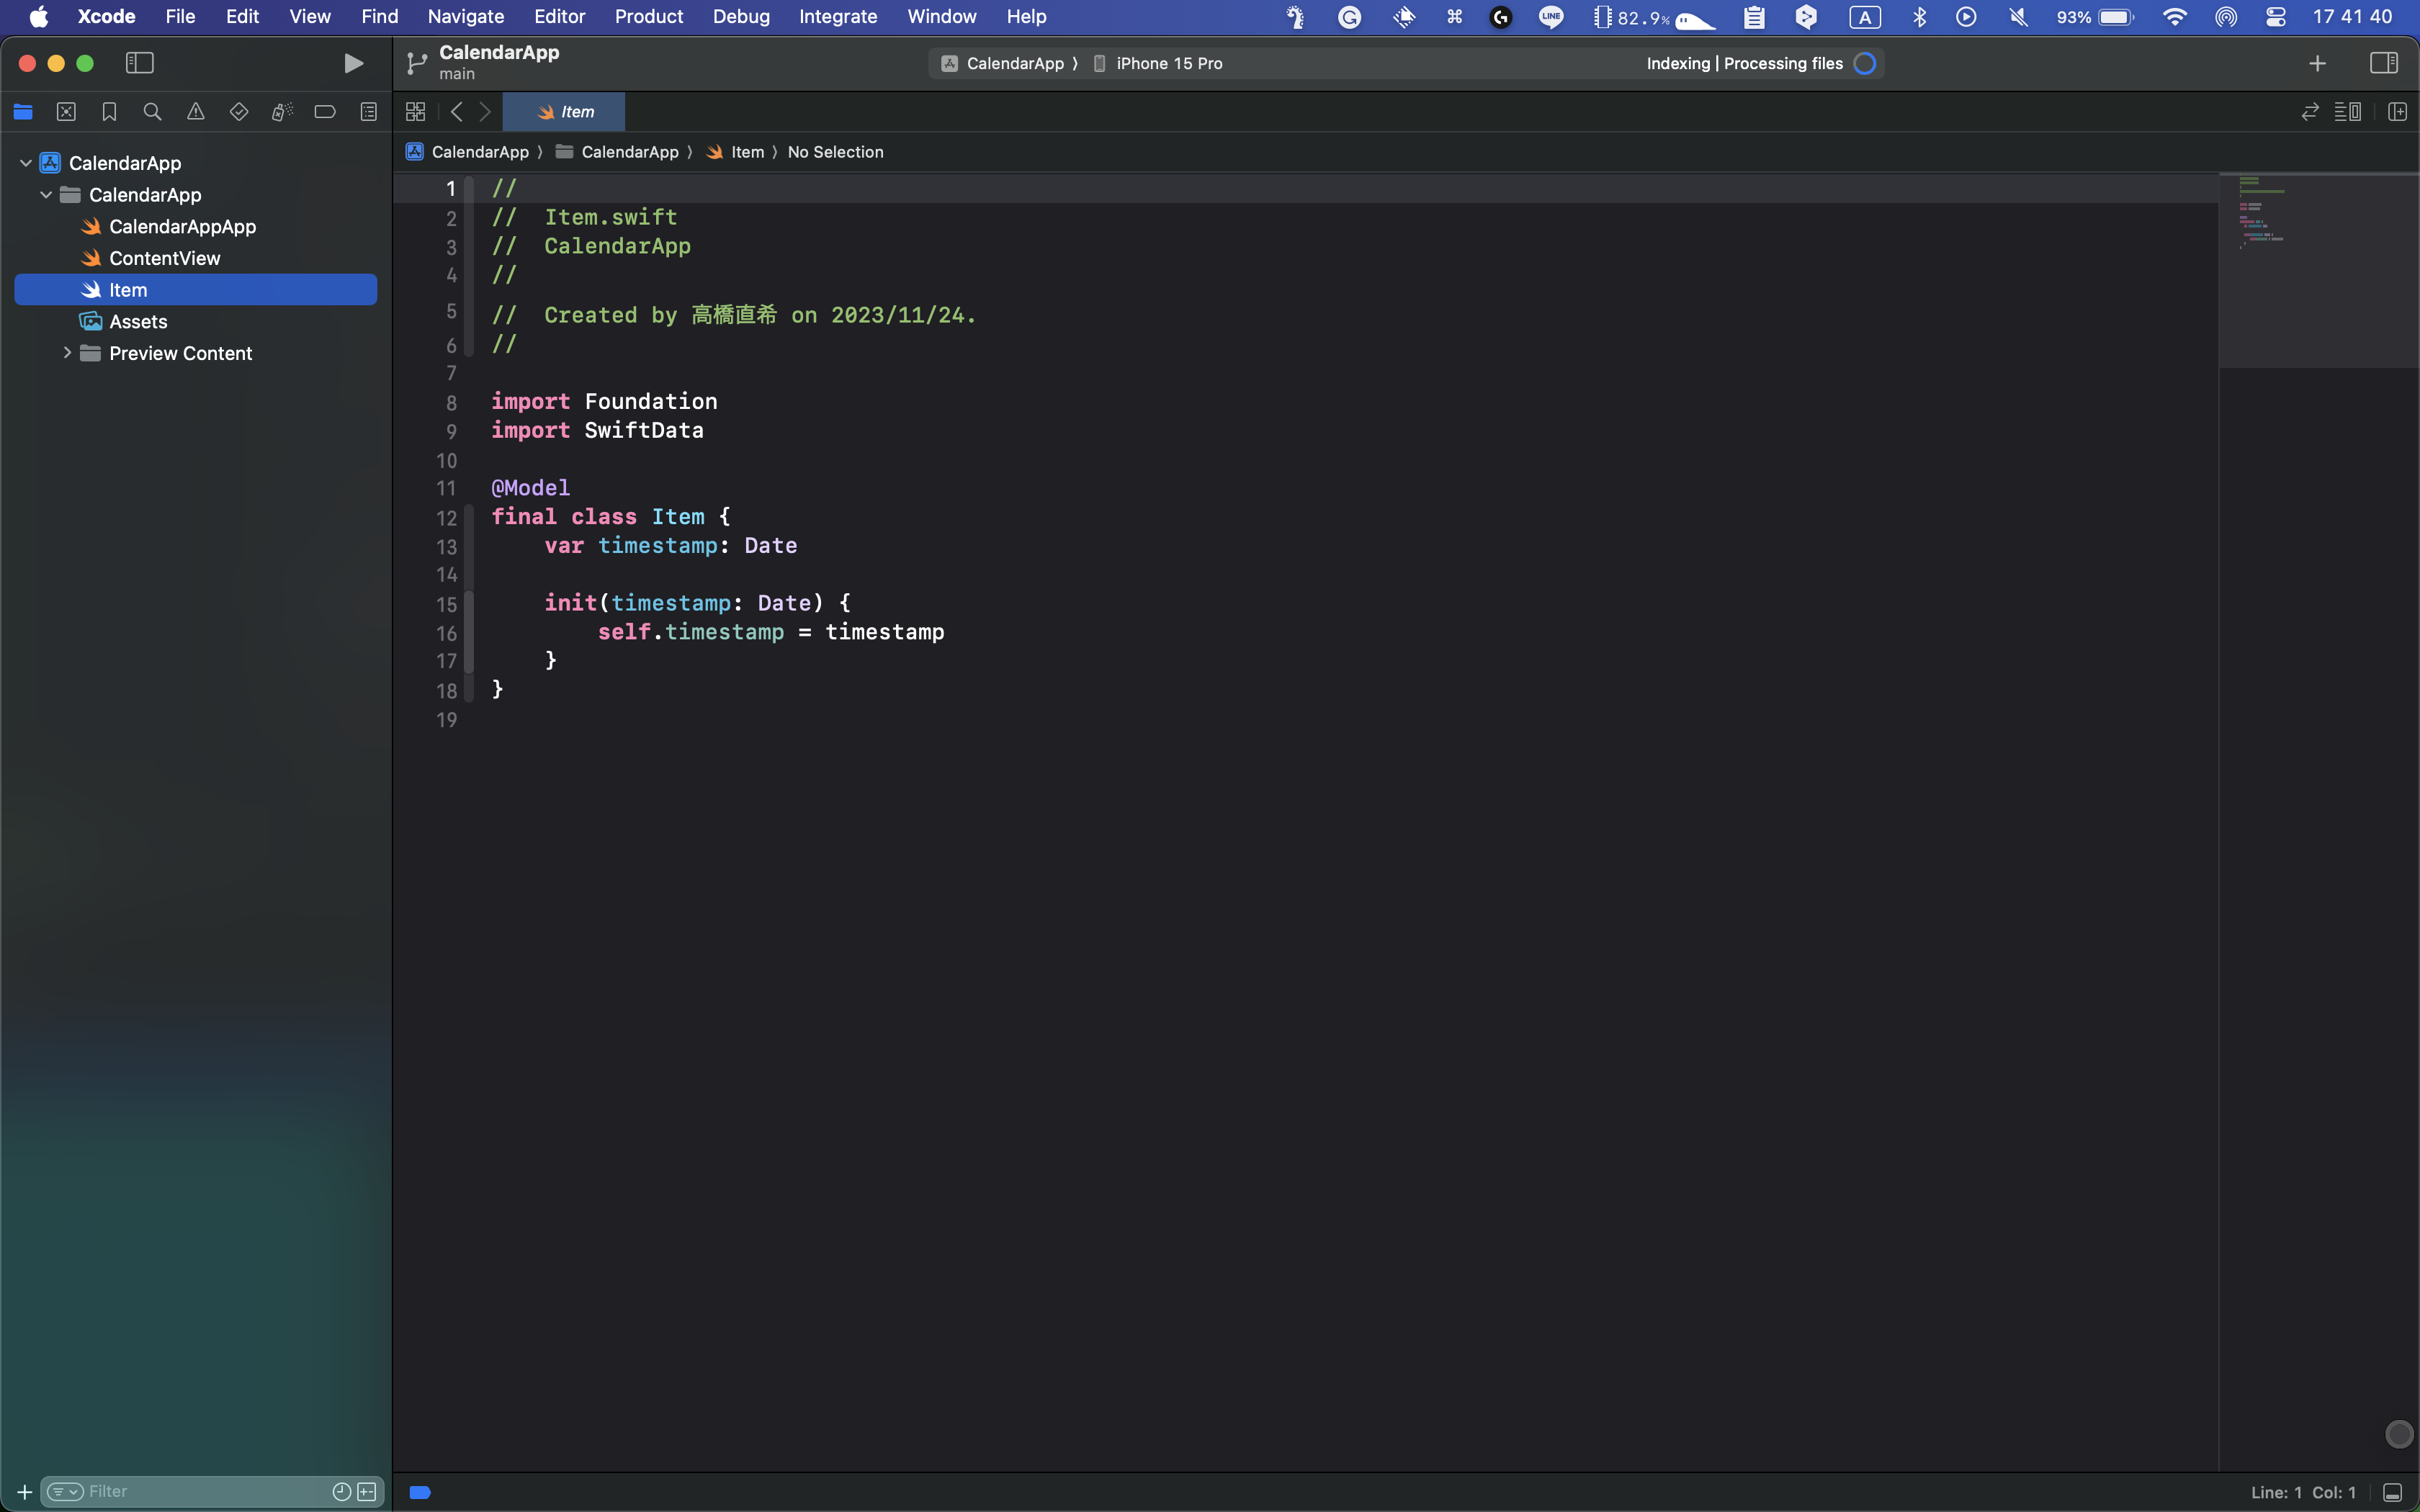 Xcode File Edit View Find Navigate Editor Product Debug Integrate Window Help LINE 82.9% A 93% 17 41 40
CalendarApp
main
CalendarApp 〉 iPhone 15 Pro
Indexing | Processing files
Item
CalendarApp 〉 CalendarApp 〉 Item 〉 No Selection
CalendarApp
CalendarApp
CalendarAppApp
ContentView
Item
Assets
Preview Content
1 //
2 // Item.swift
3 // CalendarApp
4 //
5 // Created by 高橋直希 on 2023/11/24.
6 //
7
8 import Foundation
9 import SwiftData
10
11 @Model
12 final class Item {
13 var timestamp: Date
14
15 init(timestamp: Date) {
16 self.timestamp = timestamp
17 }
18 }
19
Filter
Line: 1 Col: 1